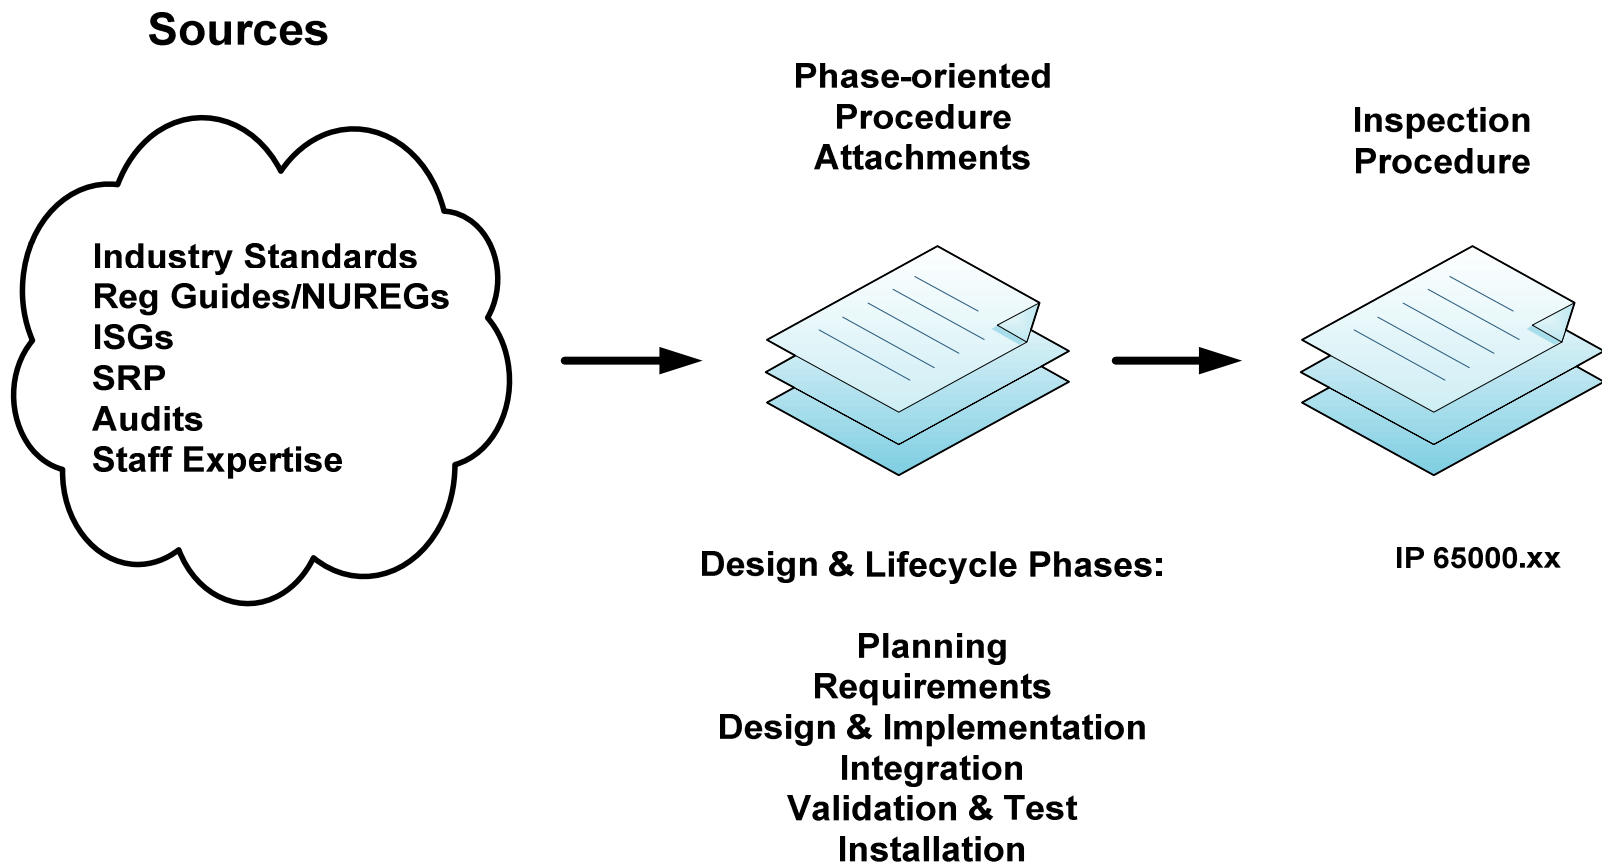 Sources
Industry Standards
Reg Guides/NUREGs
ISGs
SRP
Audits
Staff Expertise
Phase-oriented
Procedure
Attachments
Design & Lifecycle Phases:
Planning
Requirements
Design & Implementation
Integration
Validation & Test
Installation
Inspection
Procedure
IP 65000.xx